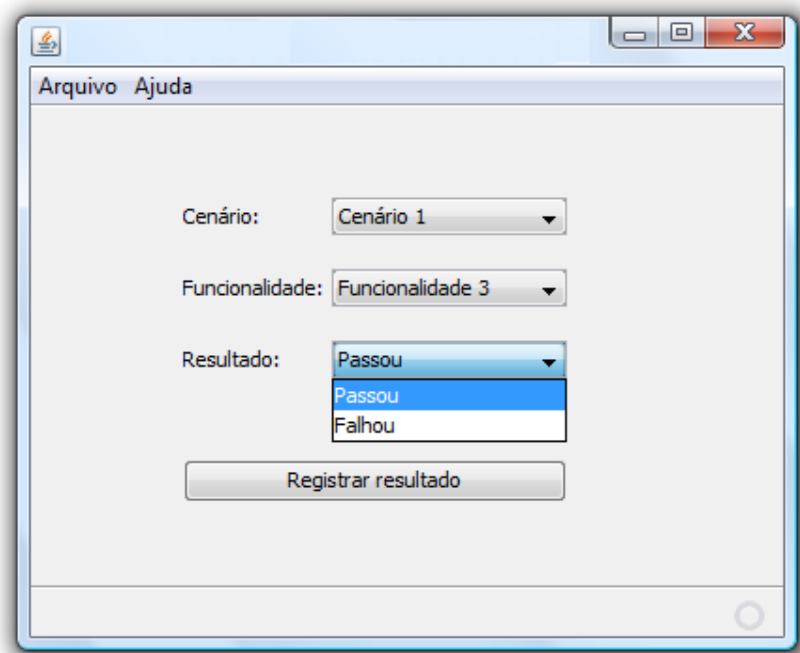 Arquivo Ajuda
Cenário: Cenário 1
Funcionalidade: Funcionalidade 3
Resultado: Passou
Passou
Falhou
Registrar resultado